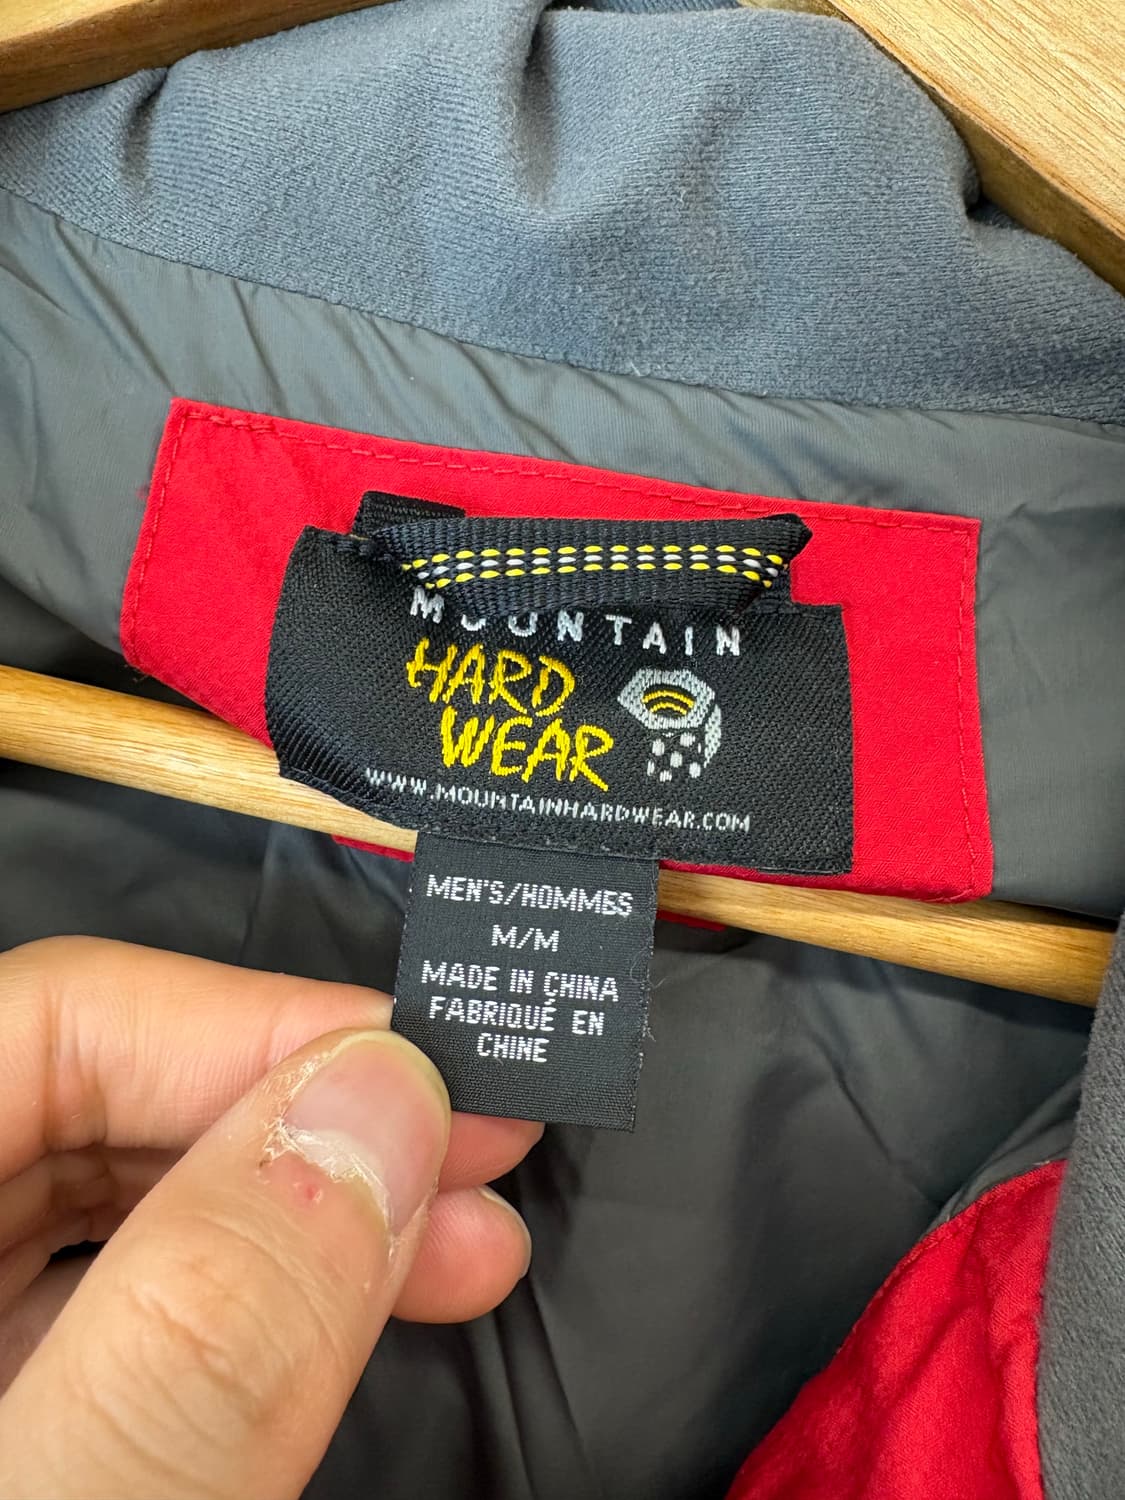 MOUNTAIN
HARD
WEAR
WWW.MOUNTAINHARDWEAR.COM
MEN'S/HOMMES
M/M
MADE IN CHINA
FABRIQUÉ EN
CHINE